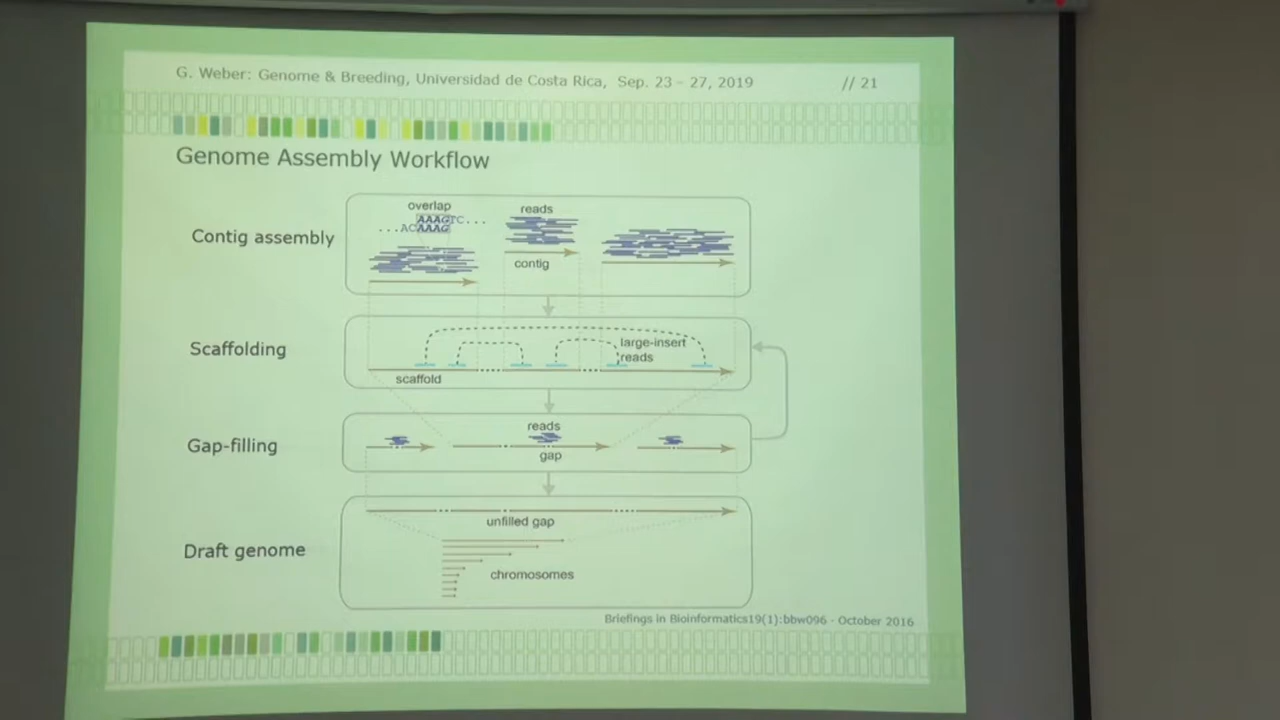 G. Weber: Genome & Breeding, Universidad de Costa Rica, Sep. 23 – 27, 2019 // 21
Genome Assembly Workflow
Contig assembly
overlap
AAAGTC...
...ACAAAG
reads
contig
Scaffolding
large-insert
reads
scaffold
Gap-filling
reads
gap
Draft genome
unfilled gap
chromosomes
Briefings in Bioinformatics19(1):bbw096 · October 2016